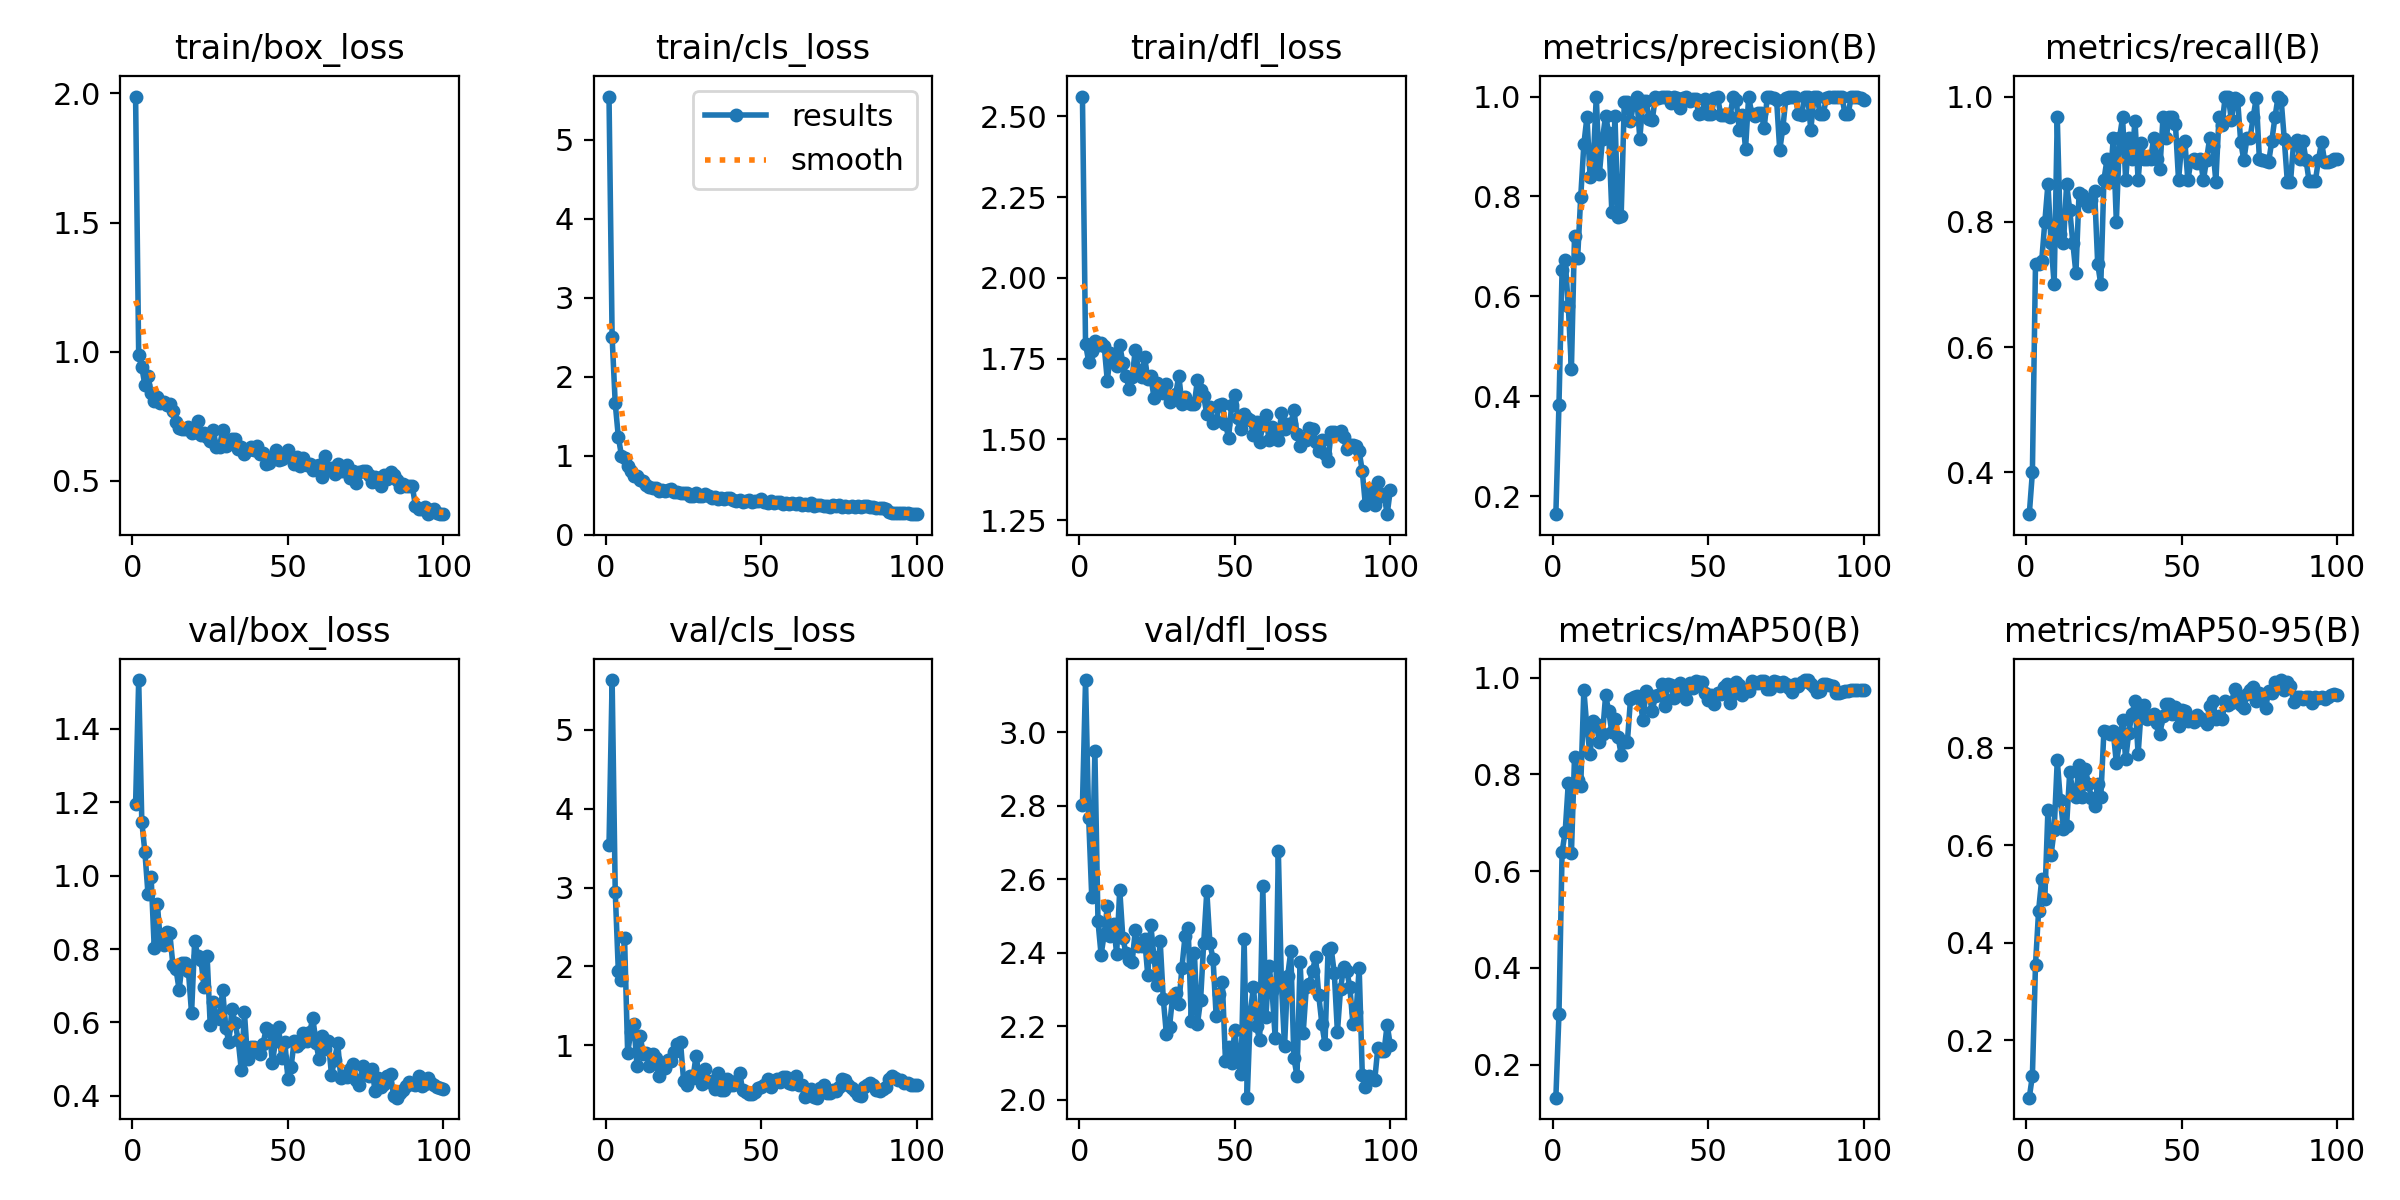 train/box_loss
2.0
1.5
1.0
0.5
0 50 100
train/cls_loss
results
smooth
5
4
3
2
1
0
0 50 100
train/dfl_loss
2.50
2.25
2.00
1.75
1.50
1.25
0 50 100
metrics/precision(B)
1.0
0.8
0.6
0.4
0.2
0 50 100
metrics/recall(B)
1.0
0.8
0.6
0.4
0 50 100
val/box_loss
1.4
1.2
1.0
0.8
0.6
0.4
0 50 100
val/cls_loss
5
4
3
2
1
0 50 100
val/dfl_loss
3.0
2.8
2.6
2.4
2.2
2.0
0 50 100
metrics/mAP50(B)
1.0
0.8
0.6
0.4
0.2
0 50 100
metrics/mAP50-95(B)
0.8
0.6
0.4
0.2
0 50 100